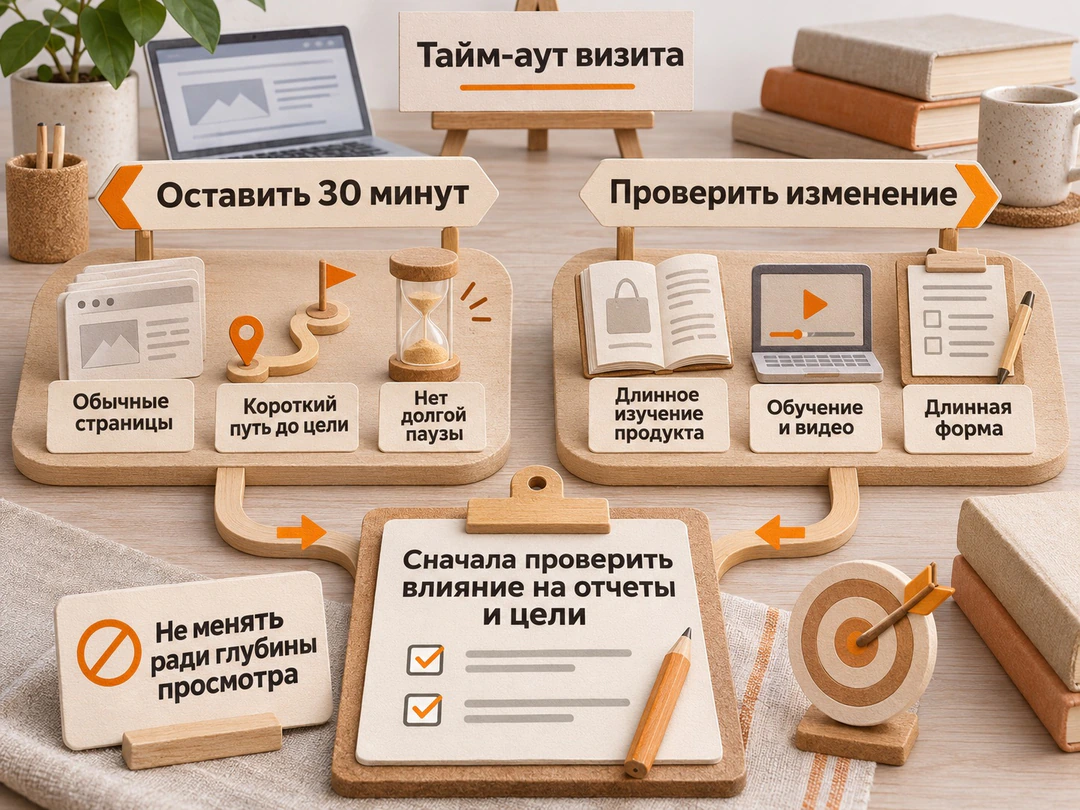 Тайм-аут визита
Оставить 30 минут
Проверить изменение
Обычные
страницы
Короткий
путь до цели
Нет
долгой
паузы
Длинное
изучение
продукта
Обучение
и видео
Длинная
форма
Сначала проверить
влияние на отчеты
и цели
Не менять
ради глубины
просмотра